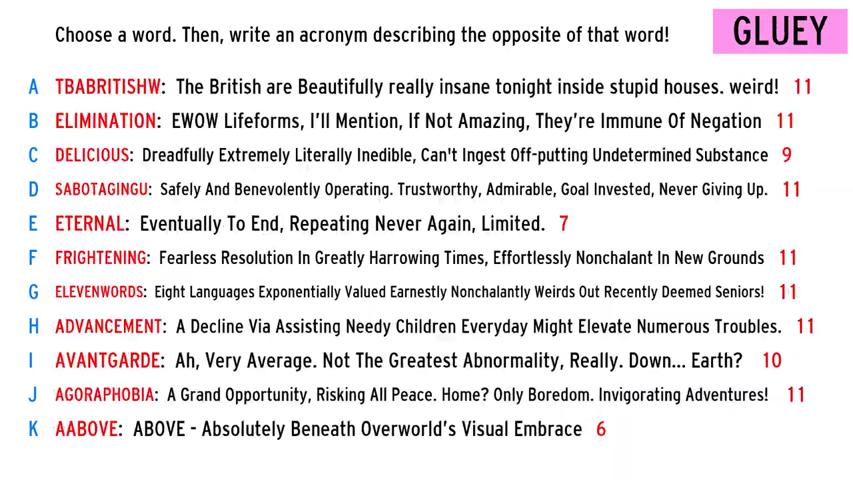 Choose a word. Then, write an acronym describing the opposite of that word!
GLUEY
A TBABRITISHW: The British are Beautifully really insane tonight inside stupid houses. weird! 11
B ELIMINATION: EWOW Lifeforms, I'll Mention, If Not Amazing, They're Immune Of Negation 11
C DELICIOUS: Dreadfully Extremely Literally Inedible, Can't Ingest Off-putting Undetermined Substance 9
D SABOTAGINGU: Safely And Benevolently Operating. Trustworthy, Admirable, Goal Invested, Never Giving Up. 11
E ETERNAL: Eventually To End, Repeating Never Again, Limited. 7
F FRIGHTENING: Fearless Resolution In Greatly Harrowing Times, Effortlessly Nonchalant In New Grounds 11
G ELEVENWORDS: Eight Languages Exponentially Valued Earnestly Nonchalantly Weirds Out Recently Deemed Seniors! 11
H ADVANCEMENT: A Decline Via Assisting Needy Children Everyday Might Elevate Numerous Troubles. 11
I AVANTGARDE: Ah, Very Average. Not The Greatest Abnormality, Really. Down... Earth? 10
J AGORAPHOBIA: A Grand Opportunity, Risking All Peace. Home? Only Boredom. Invigorating Adventures! 11
K AABOVE: ABOVE - Absolutely Beneath Overworld's Visual Embrace 6